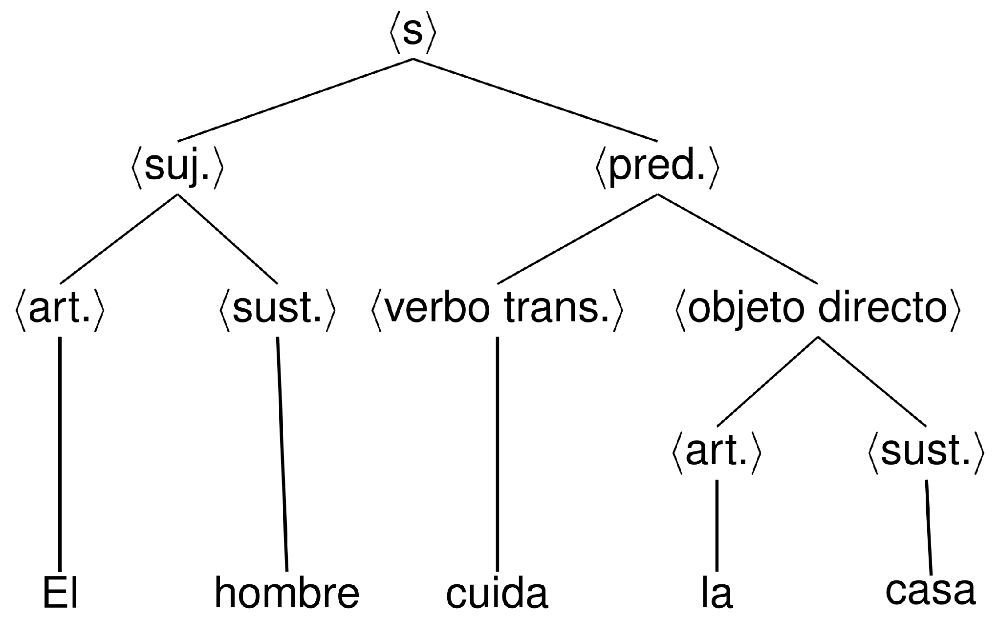 ⟨s⟩
⟨suj.⟩ ⟨pred.⟩
⟨art.⟩ ⟨sust.⟩ ⟨verbo trans.⟩ ⟨objeto directo⟩
⟨art.⟩ ⟨sust.⟩
El hombre cuida la casa